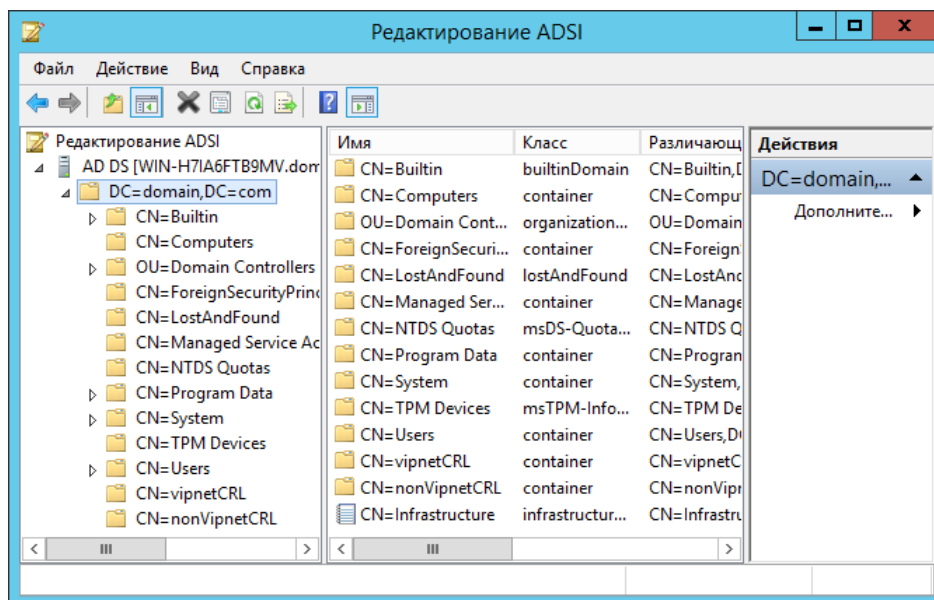 Редактирование ADSI
Файл Действие Вид Справка
Редактирование ADSI
AD DS [WIN-H7IA6FTB9MV.dom
DC=domain,DC=com
CN=Builtin
CN=Computers
OU=Domain Controllers
CN=ForeignSecurityPrinc
CN=LostAndFound
CN=Managed Service Ac
CN=NTDS Quotas
CN=Program Data
CN=System
CN=TPM Devices
CN=Users
CN=vipnetCRL
CN=nonVipnetCRL
Имя Класс Различающ
CN=Builtin builtinDomain CN=Builtin,D
CN=Computers container CN=Comput
OU=Domain Cont... organization... OU=Domain
CN=ForeignSecuri... container CN=Foreign
CN=LostAndFound lostAndFound CN=LostAnd
CN=Managed Ser... container CN=Manage
CN=NTDS Quotas msDS-Quota... CN=NTDS Q
CN=Program Data container CN=Program
CN=System container CN=System,
CN=TPM Devices msTPM-Info... CN=TPM De
CN=Users container CN=Users,D
CN=vipnetCRL container CN=vipnetC
CN=nonVipnetCRL container CN=nonVipn
CN=Infrastructure infrastructur... CN=Infrastru
Действия
DC=domain,...
Дополните...